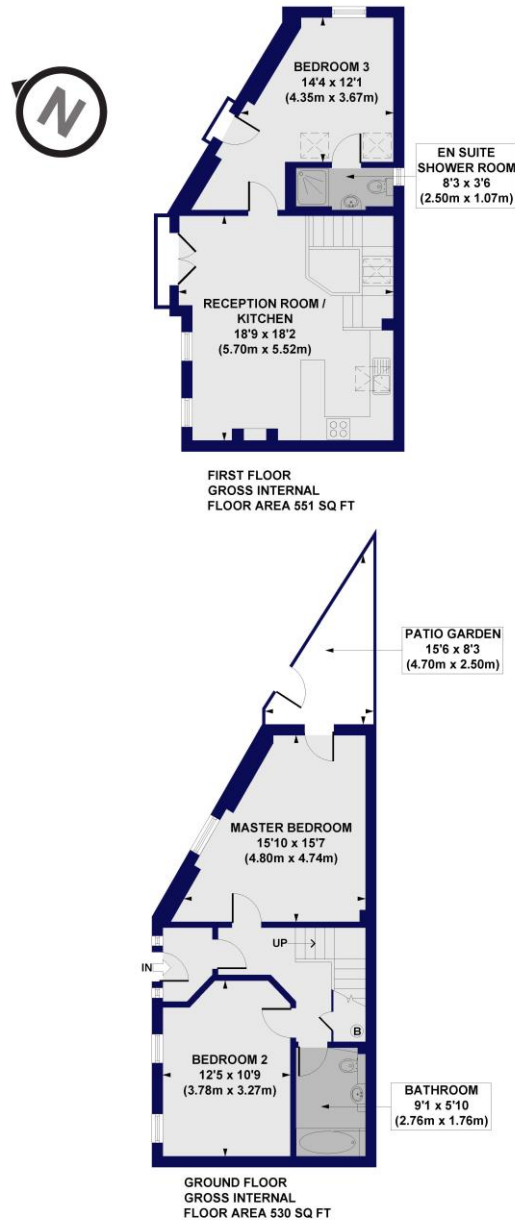 N
BEDROOM 3
14'4 x 12'1
(4.35m x 3.67m)
EN SUITE
SHOWER ROOM
8'3 x 3'6
(2.50m x 1.07m)
RECEPTION ROOM /
KITCHEN
18'9 x 18'2
(5.70m x 5.52m)
FIRST FLOOR
GROSS INTERNAL
FLOOR AREA 551 SQ FT
PATIO GARDEN
15'6 x 8'3
(4.70m x 2.50m)
MASTER BEDROOM
15'10 x 15'7
(4.80m x 4.74m)
UP
IN
B
BEDROOM 2
12'5 x 10'9
(3.78m x 3.27m)
BATHROOM
9'1 x 5'10
(2.76m x 1.76m)
GROUND FLOOR
GROSS INTERNAL
FLOOR AREA 530 SQ FT